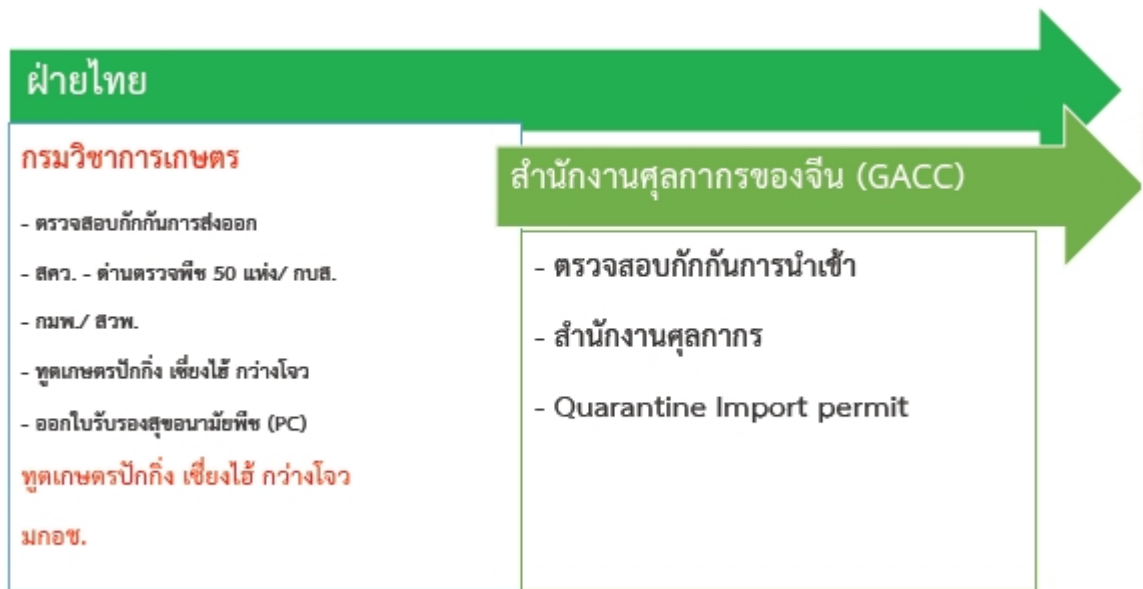 ฝ่ายไทย
กรมวิชาการเกษตร
- ตรวจสอบกักกันการส่งออก
- สคว. - ด่านตรวจพืช 50 แห่ง/ กบส.
- กมพ./ สวพ.
- ทูตเกษตรปักกิ่ง เซี่ยงไฮ้ กว่างโจว
- ออกใบรับรองสุขอนามัยพืช (PC)
ทูตเกษตรปักกิ่ง เซี่ยงไฮ้ กว่างโจว
มกอช.
สำนักงานศุลกากรของจีน (GACC)
- ตรวจสอบกักกันการนำเข้า
- สำนักงานศุลกากร
- Quarantine Import permit